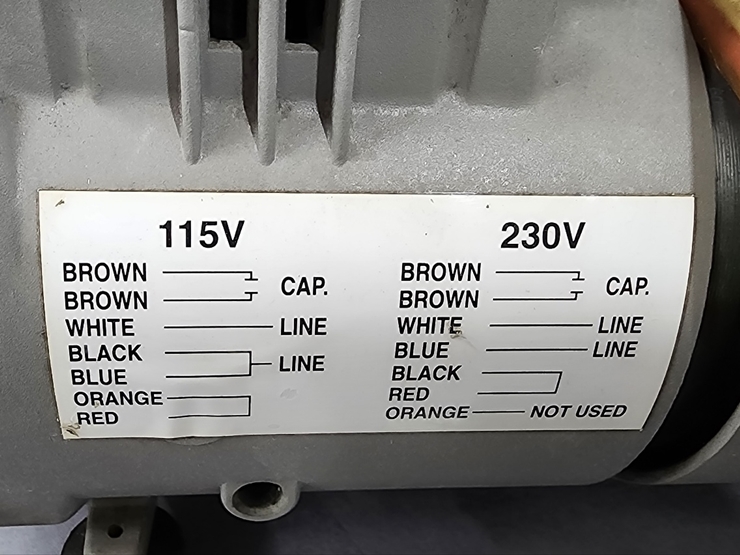 115V
BROWN
BROWN CAP.
WHITE LINE
BLACK
BLUE LINE
ORANGE
RED
230V
BROWN
BROWN CAP.
WHITE LINE
BLUE LINE
BLACK
RED
ORANGE NOT USED